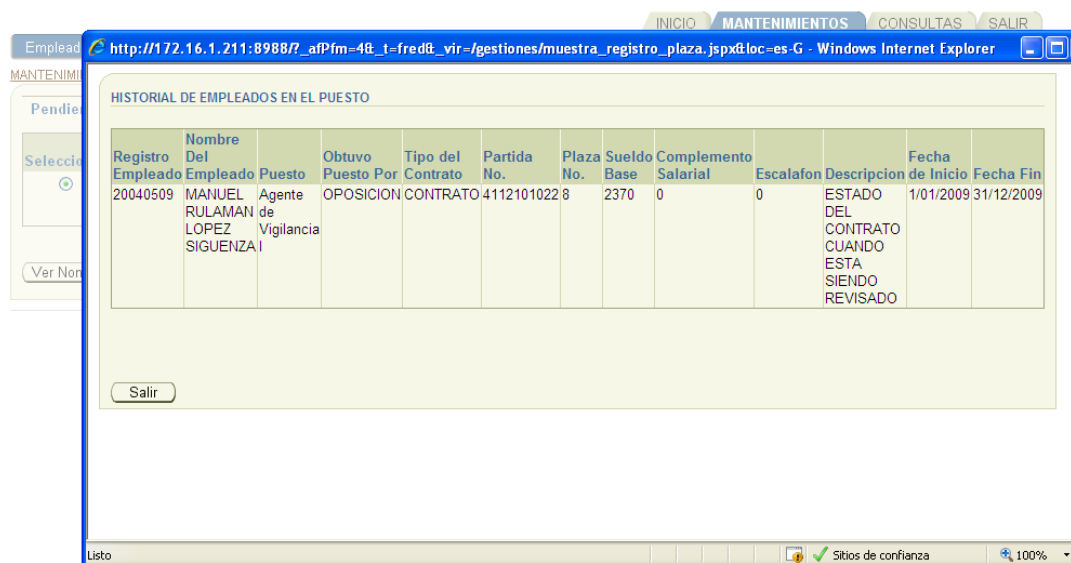 INICIO MANTENIMIENTOS CONSULTAS SALIR
Emplead
http://172.16.1.211:8988/?_afPfm=4&_t=fred&_vir=/gestiones/muestra_registro_plaza.jspx&loc=es-G - Windows Internet Explorer
MANTENIMI
Pendie
HISTORIAL DE EMPLEADOS EN EL PUESTO
Seleccio
Nombre
Registro Del Obtuvo Tipo del Partida Plaza Sueldo Complemento Fecha
Empleado Empleado Puesto Puesto Por Contrato No. No. Base Salarial Escalafon Descripcion de Inicio Fecha Fin
20040509 MANUEL Agente OPOSICION CONTRATO 4112101022 8 2370 0 0 ESTADO 1/01/2009 31/12/2009
RULAMAN de DEL
LOPEZ Vigilancia CONTRATO
SIGUENZA I CUANDO
ESTA
SIENDO
REVISADO
Ver Nom
Salir
Listo Sitios de confianza 100%